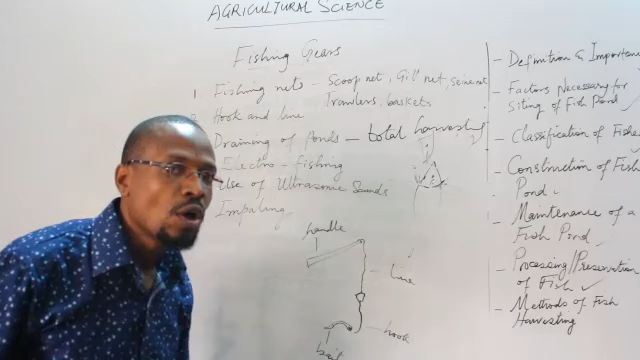 AGRICULTURAL SCIENCE
Fishing Gears
1 Fishing nets - Scoop net, Gill net, seine net
Trawlers, baskets
Hook and line
Draining of Ponds - total harvesting
Electro - fishing
Use of Ultrasonic Sounds
Impaling
handle
line
hook
bait
- Definition & Importance
- Factors Necessary for
Siting of Fish Pond ✓
- Classification of Fishes
- Construction of Fish
Pond
- Maintenance of a
Fish Pond
- Processing/Preservation
of Fish ✓
- Methods of Fish
Harvesting